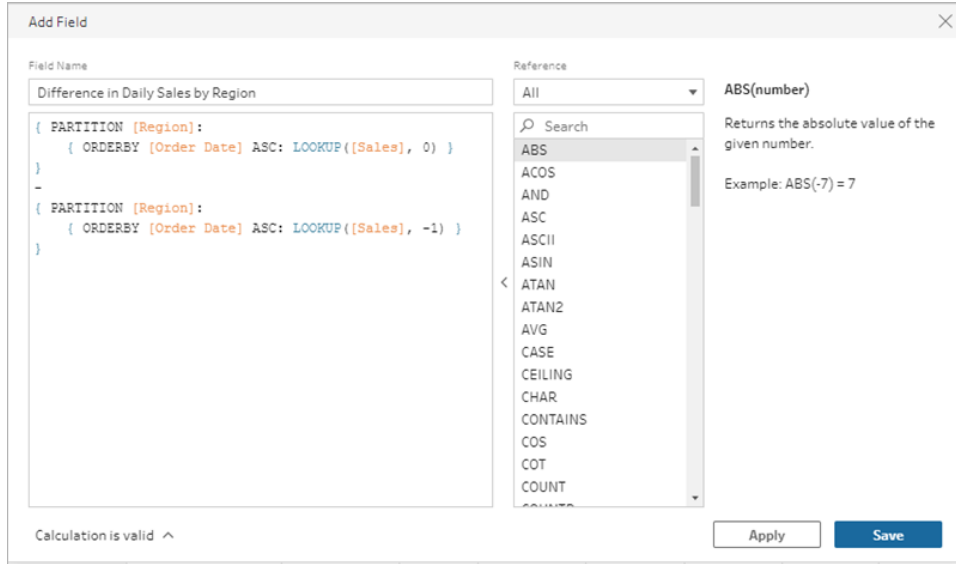 Add Field
Field Name
Difference in Daily Sales by Region
{ PARTITION [Region]:
{ ORDERBY [Order Date] ASC: LOOKUP([Sales], 0) }
}
-
{ PARTITION [Region]:
{ ORDERBY [Order Date] ASC: LOOKUP([Sales], -1) }
}
Reference
All
Search
ABS
ACOS
AND
ASC
ASCII
ASIN
ATAN
ATAN2
AVG
CASE
CEILING
CHAR
CONTAINS
COS
COT
COUNT
ABS(number)
Returns the absolute value of the
given number.
Example: ABS(-7) = 7
Calculation is valid
Apply
Save